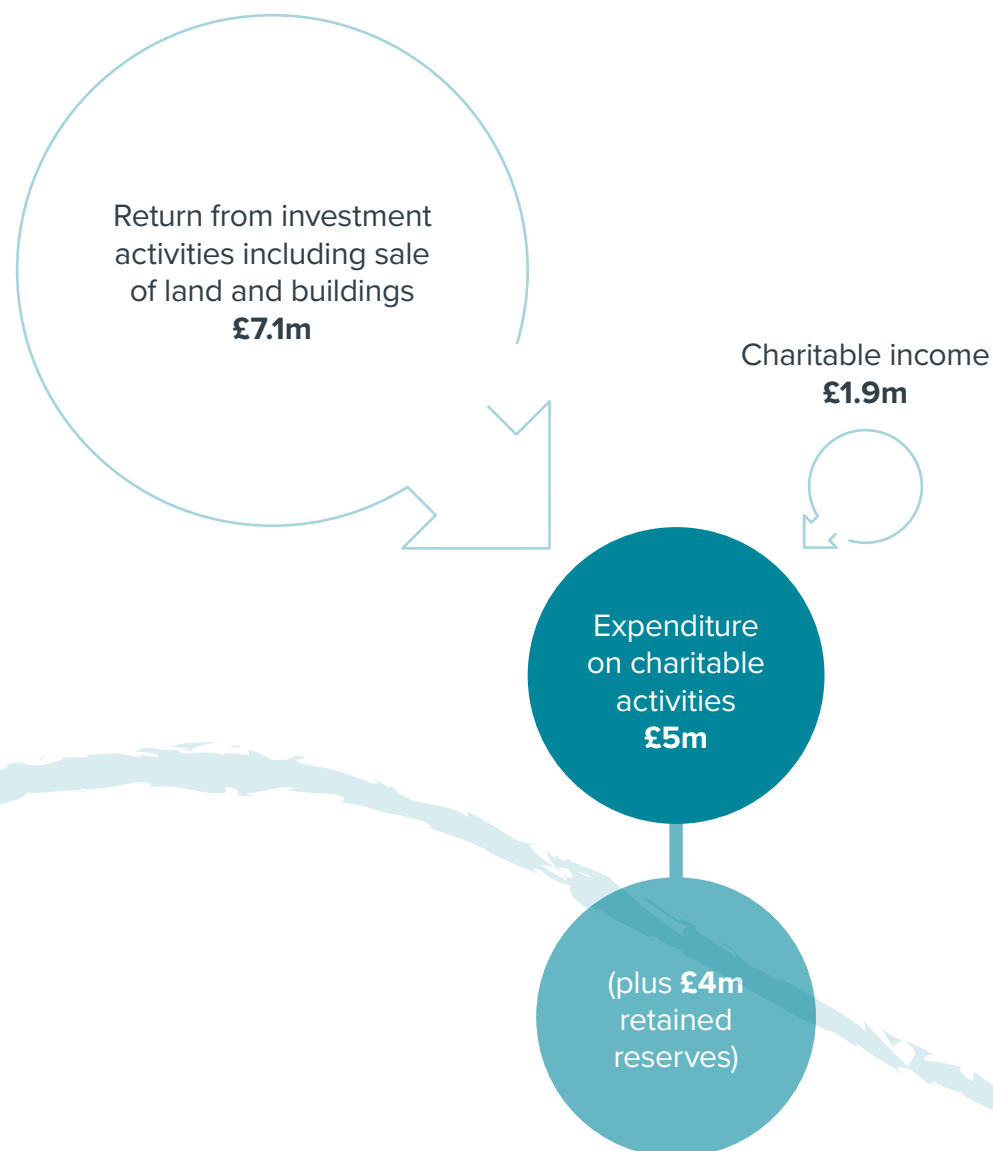 Return from investment
activities including sale
of land and buildings
£7.1m
Charitable income
£1.9m
Expenditure
on charitable
activities
£5m
(plus £4m
retained
reserves)